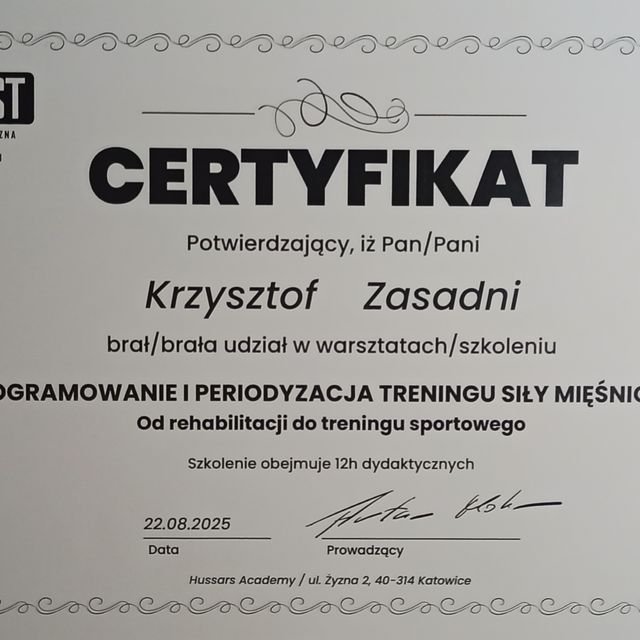 ST
ZNA
CERTYFIKAT
Potwierdzający, iż Pan/Pani
Krzysztof Zasadni
brał/brała udział w warsztatach/szkoleniu
OGRAMOWANIE I PERIODYZACJA TRENINGU SIŁY MIĘŚNIO
Od rehabilitacji do treningu sportowego
Szkolenie obejmuje 12h dydaktycznych
22.08.2025
Data
Prowadzący
Hussars Academy / ul. Żyzna 2, 40-314 Katowice